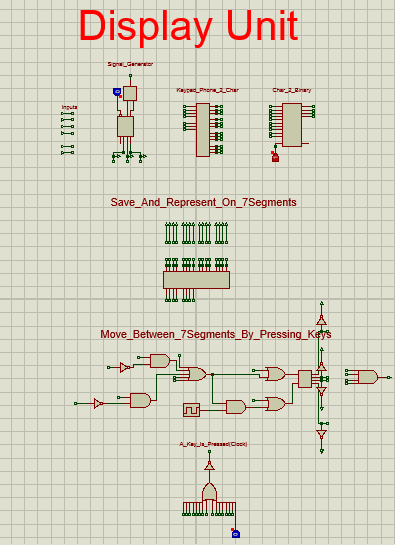 Display Unit
Signal_Generator
Keypad_Phone_2_Char
Char_2_Binary
Inputs
Save_And_Represent_On_7Segments
Move_Between_7Segments_By_Pressing_Keys
A_Key_Is_Pressed(Clock)